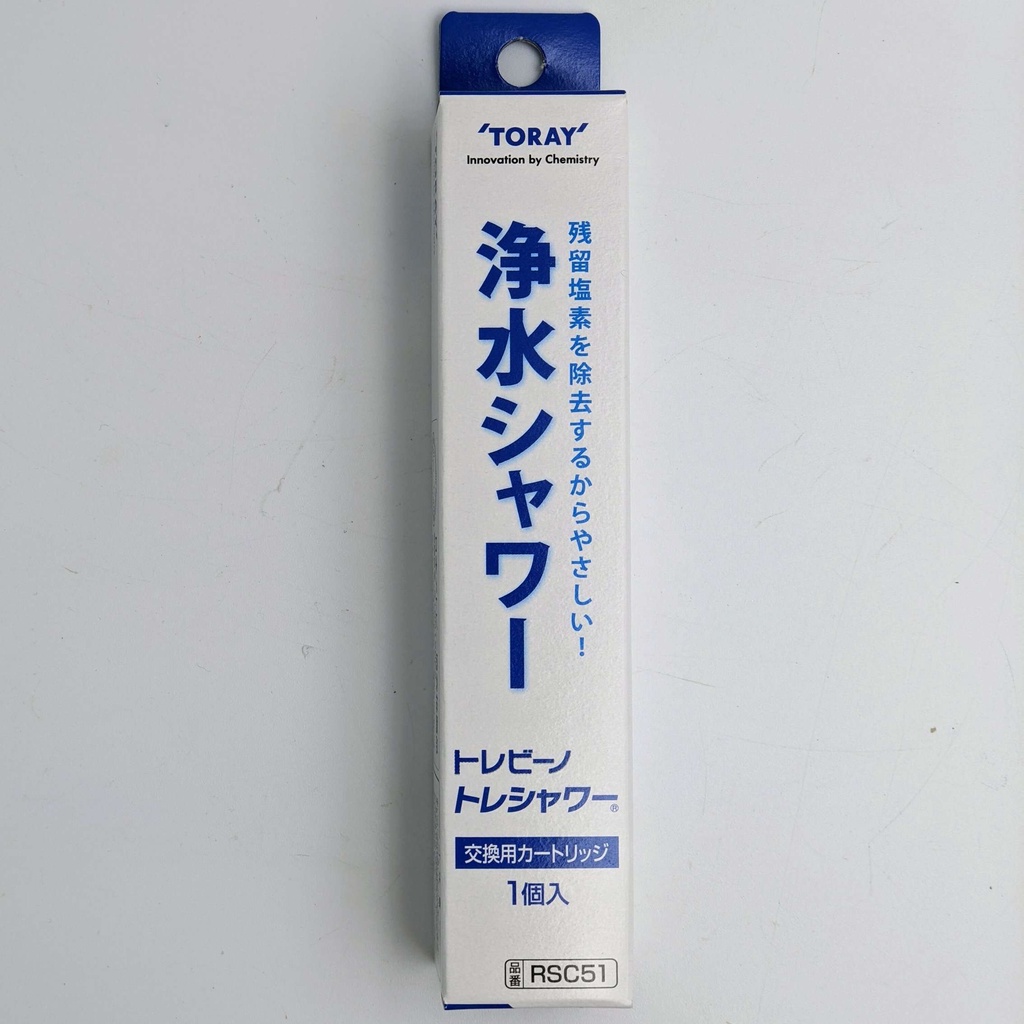 'TORAY'
Innovation by Chemistry
残留塩素を除去するからやさしい!
浄水シャワー
トレビーノ
トレシャワー®
交換用カートリッジ
1個入
品番 RSC51